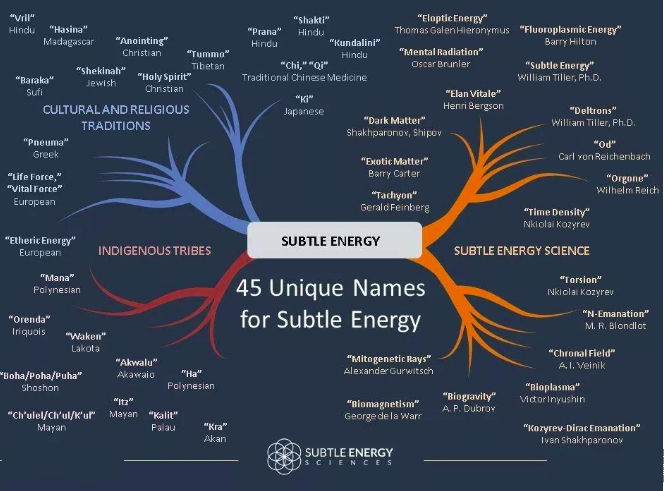 "Vril"
Hindu
"Hasina"
Madagascar
"Anointing"
Christian
"Tummo"
Tibetan
"Baraka"
Sufi
"Shekinah"
Jewish
"Holy Spirit"
Christian
"Prana"
Hindu
"Shakti"
Hindu
"Kundalini"
Hindu
"Chi," "Qi"
Traditional Chinese Medicine
"Ki"
Japanese
CULTURAL AND RELIGIOUS
TRADITIONS
"Pneuma"
Greek
"Life Force,"
"Vital Force"
European
"Etheric Energy"
European
"Eloptic Energy"
Thomas Galen Hieronymus
"Fluoroplasmic Energy"
Barry Hilton
"Mental Radiation"
Oscar Brunler
"Subtle Energy"
William Tiller, Ph.D.
"Elan Vitale"
Henri Bergson
"Dark Matter"
Shakhparonov, Shipov
"Deltrons"
William Tiller, Ph.D.
"Od"
Carl von Reichenbach
"Exotic Matter"
Barry Carter
"Orgone"
Wilhelm Reich
"Tachyon"
Gerald Feinberg
"Time Density"
Nkiolai Kozyrev
SUBTLE ENERGY
INDIGENOUS TRIBES
SUBTLE ENERGY SCIENCE
45 Unique Names
for Subtle Energy
"Mana"
Polynesian
"Orenda"
Iriquois
"Waken"
Lakota
"Akwalu"
Akawaio
"Ha"
Polynesian
"Boha/Poha/Puha"
Shoshon
"Itz"
Mayan
"Ch'ulel/Ch'ul/K'ul"
Mayan
"Kalit"
Palau
"Kra"
Akan
"Torsion"
Nkiolai Kozyrev
"N-Emanation"
M. R. Blondlot
"Chronal Field"
A. I. Veinik
"Mitogenetic Rays"
Alexander Gurwitsch
"Bioplasma"
Victor Inyushin
"Biogravity"
A. P. Dubrov
"Biomagnetism"
George de la Warr
"Kozyrev-Dirac Emanation"
Ivan Shakhparonov
SUBTLE ENERGY
SCIENCES